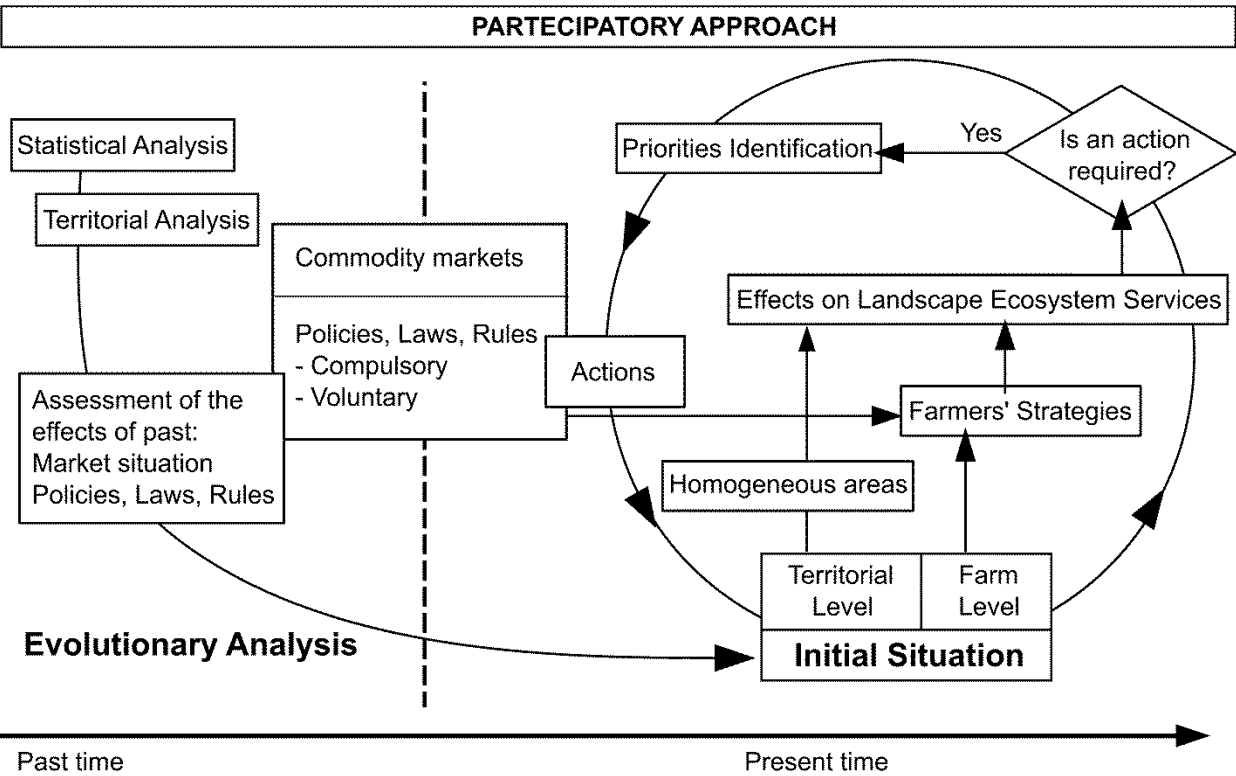 PARTECIPATORY APPROACH
Statistical Analysis
Territorial Analysis
Assessment of the
effects of past:
Market situation
Policies, Laws, Rules
Evolutionary Analysis
Commodity markets
Policies, Laws, Rules
- Compulsory
- Voluntary
Actions
Priorities Identification
Yes
Is an action
required?
Effects on Landscape Ecosystem Services
Farmers' Strategies
Homogeneous areas
Territorial
Level
Farm
Level
Initial Situation
Past time
Present time